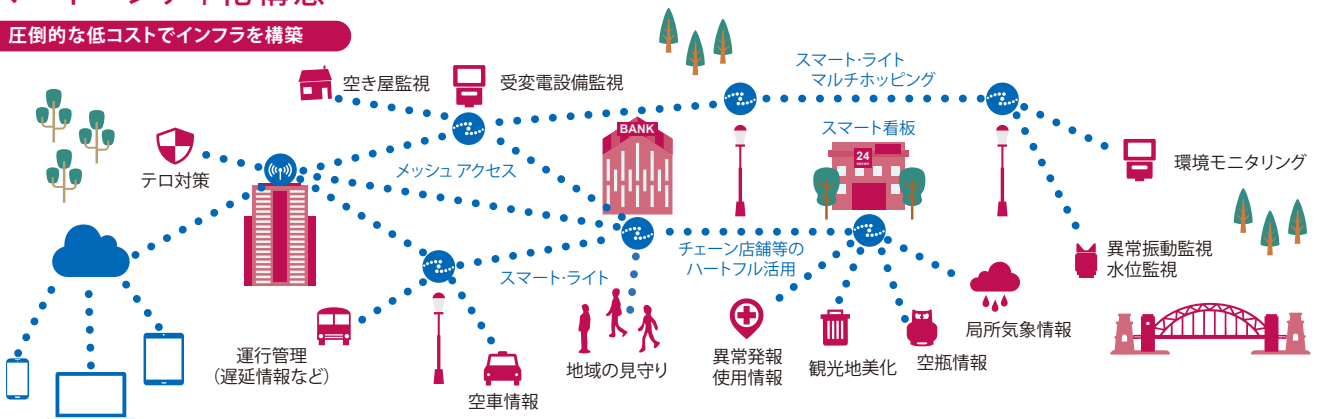 圧倒的な低コストでインフラを構築
空き屋監視
受変電設備監視
スマート・ライト
マルチホッピング
テロ対策
メッシュ アクセス
BANK
スマート看板
24
環境モニタリング
異常振動監視
水位監視
チェーン店舗等の
ハートフル活用
スマート・ライト
運行管理
(遅延情報など)
空車情報
地域の見守り
異常発報
使用情報
観光地美化
空瓶情報
局所気象情報